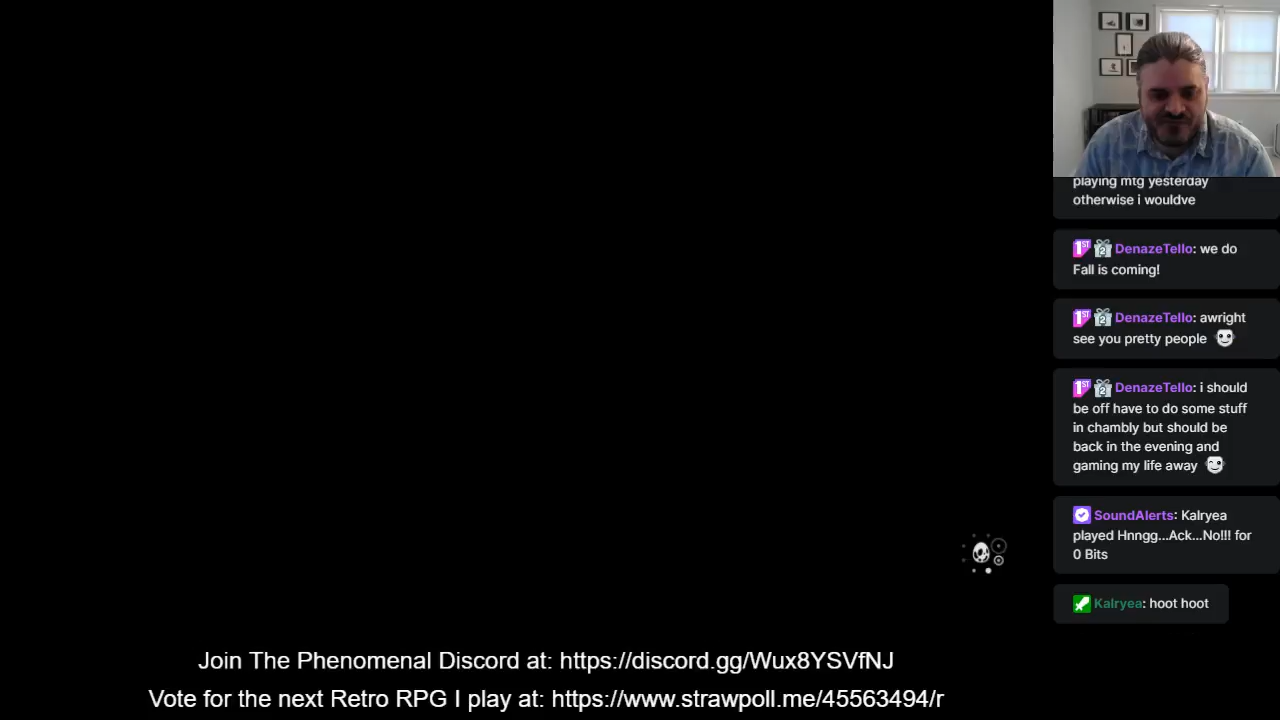 playing mtg yesterday
otherwise i wouldve
DenazeTello: we do
Fall is coming!
DenazeTello: awright
see you pretty people
DenazeTello: i should
be off have to do some stuff
in chambly but should be
back in the evening and
gaming my life away
SoundAlerts: Kalryea
played Hnngg...Ack...No!!! for
0 Bits
Kalryea: hoot hoot
Join The Phenomenal Discord at: https://discord.gg/Wux8YSVfNJ
Vote for the next Retro RPG I play at: https://www.strawpoll.me/45563494/r